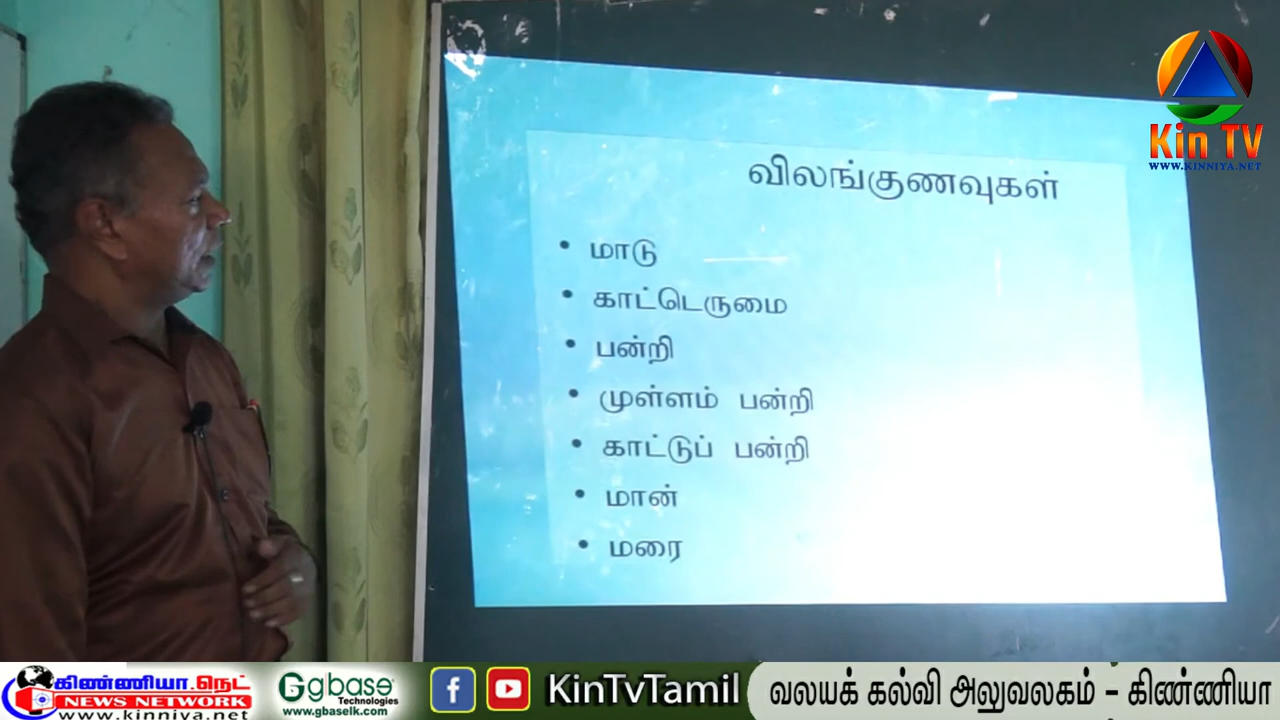 Kin TV
WWW.KINNIYA.NET
விலங்குணவுகள்
• மாடு
• காட்டெருமை
• பன்றி
• முள்ளம் பன்றி
• காட்டுப் பன்றி
• மான்
• மரை
கிண்ணியா.நெட்
NEWS NETWORK
www.kinniya.net
gbase
Technologies
www.gbaselk.com
KinTvTamil
வலயக் கல்வி அலுவலகம் - கிண்ணியா